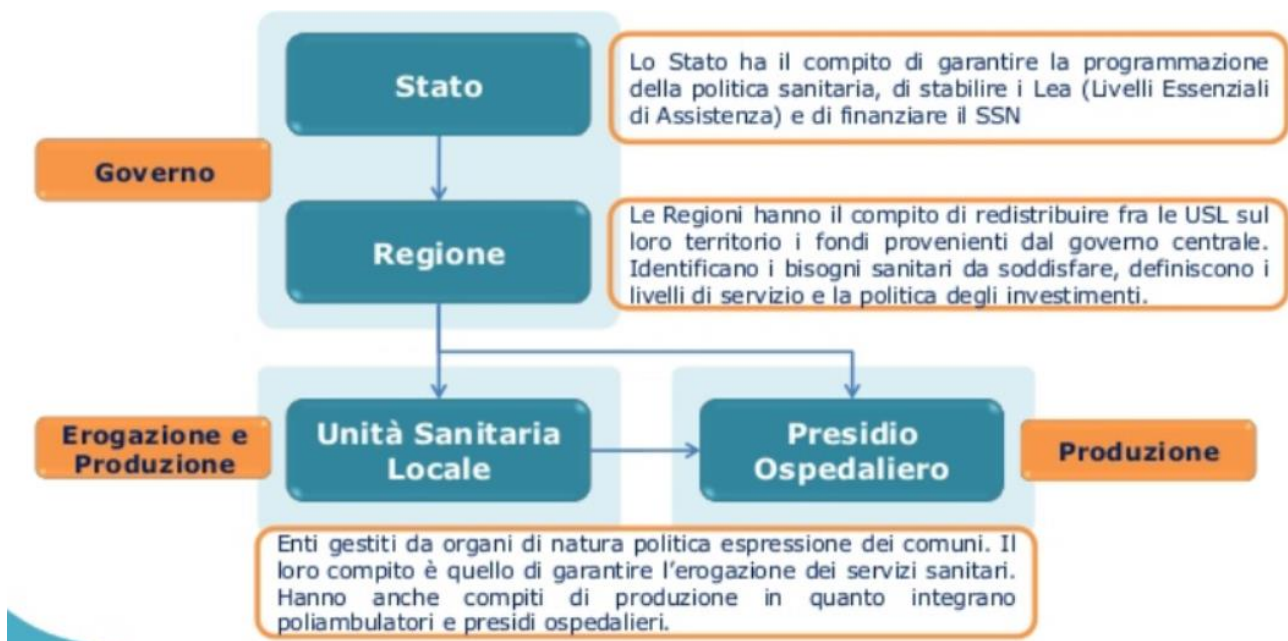 Stato
Lo Stato ha il compito di garantire la programmazione
della politica sanitaria, di stabilire i Lea (Livelli Essenziali
di Assistenza) e di finanziare il SSN
Governo
Regione
Le Regioni hanno il compito di redistribuire fra le USL sul
loro territorio i fondi provenienti dal governo centrale.
Identificano i bisogni sanitari da soddisfare, definiscono i
livelli di servizio e la politica degli investimenti.
Erogazione e
Produzione
Unità Sanitaria
Locale
Presidio
Ospedaliero
Produzione
Enti gestiti da organi di natura politica espressione dei comuni. Il
loro compito è quello di garantire l'erogazione dei servizi sanitari.
Hanno anche compiti di produzione in quanto integrano
poliambulatori e presidi ospedalieri.